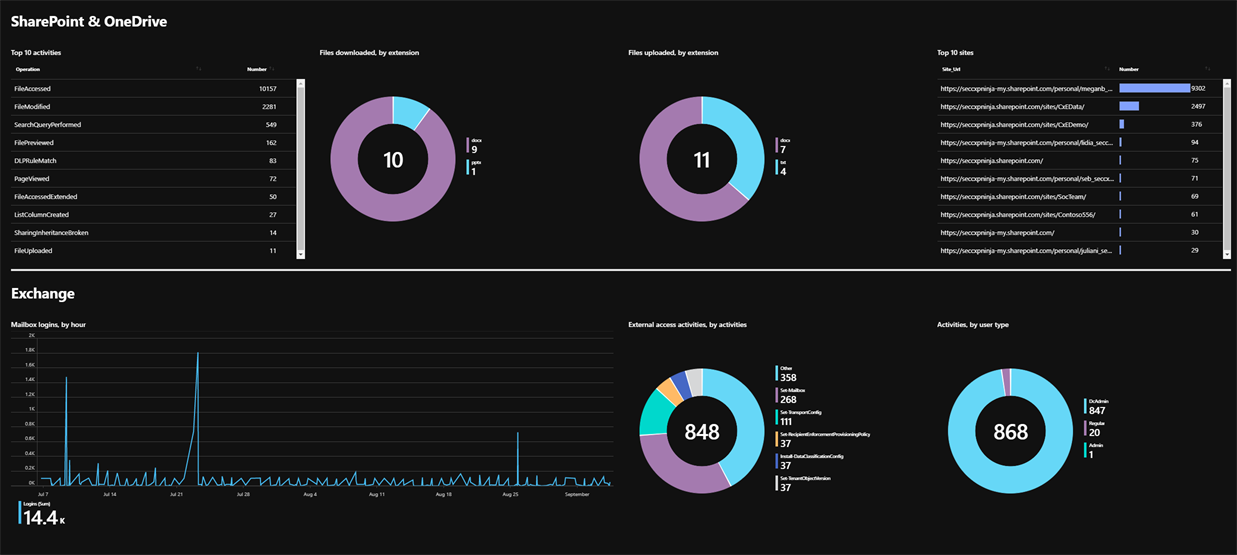 SharePoint & OneDrive
Top 10 activities
Operation Number
FileAccessed 10157
FileModified 2281
SearchQueryPerformed 549
FilePreviewed 162
DLPRuleMatch 83
PageViewed 72
FileAccessedExtended 50
ListColumnCreated 27
SharingInheritanceBroken 14
FileUploaded 11
Files downloaded, by extension
10
docx
9
pptx
1
Files uploaded, by extension
11
docx
7
txt
4
Top 10 sites
Site_Url Number
https://seccxpninja-my.sharepoint.com/personal/meganb_... 9302
https://seccxpninja.sharepoint.com/sites/CxEData/ 2497
https://seccxpninja.sharepoint.com/sites/CxEDemo/ 376
https://seccxpninja-my.sharepoint.com/personal/lidia_secc... 94
https://seccxpninja.sharepoint.com/ 75
https://seccxpninja-my.sharepoint.com/personal/seb_seccx... 71
https://seccxpninja.sharepoint.com/sites/SocTeam/ 69
https://seccxpninja.sharepoint.com/sites/Contoso556/ 61
https://seccxpninja-my.sharepoint.com/ 30
https://seccxpninja-my.sharepoint.com/personal/juliani_se... 29
Exchange
Mailbox logins, by hour
2K
1.8K
1.6K
1.4K
1.2K
1K
0.8K
0.6K
0.4K
0.2K
0K
Jul 7 Jul 14 Jul 21 Jul 28 Aug 4 Aug 11 Aug 18 Aug 25 September
Logins (Sum)
14.4 K
External access activities, by activities
848
Other
358
Set-Mailbox
268
Set-TransportConfig
111
Set-RecipientEnforcementProvisioningPolicy
37
Install-DataClassificationConfig
37
Set-TenantObjectVersion
37
Activities, by user type
868
DcAdmin
847
Regular
20
Admin
1